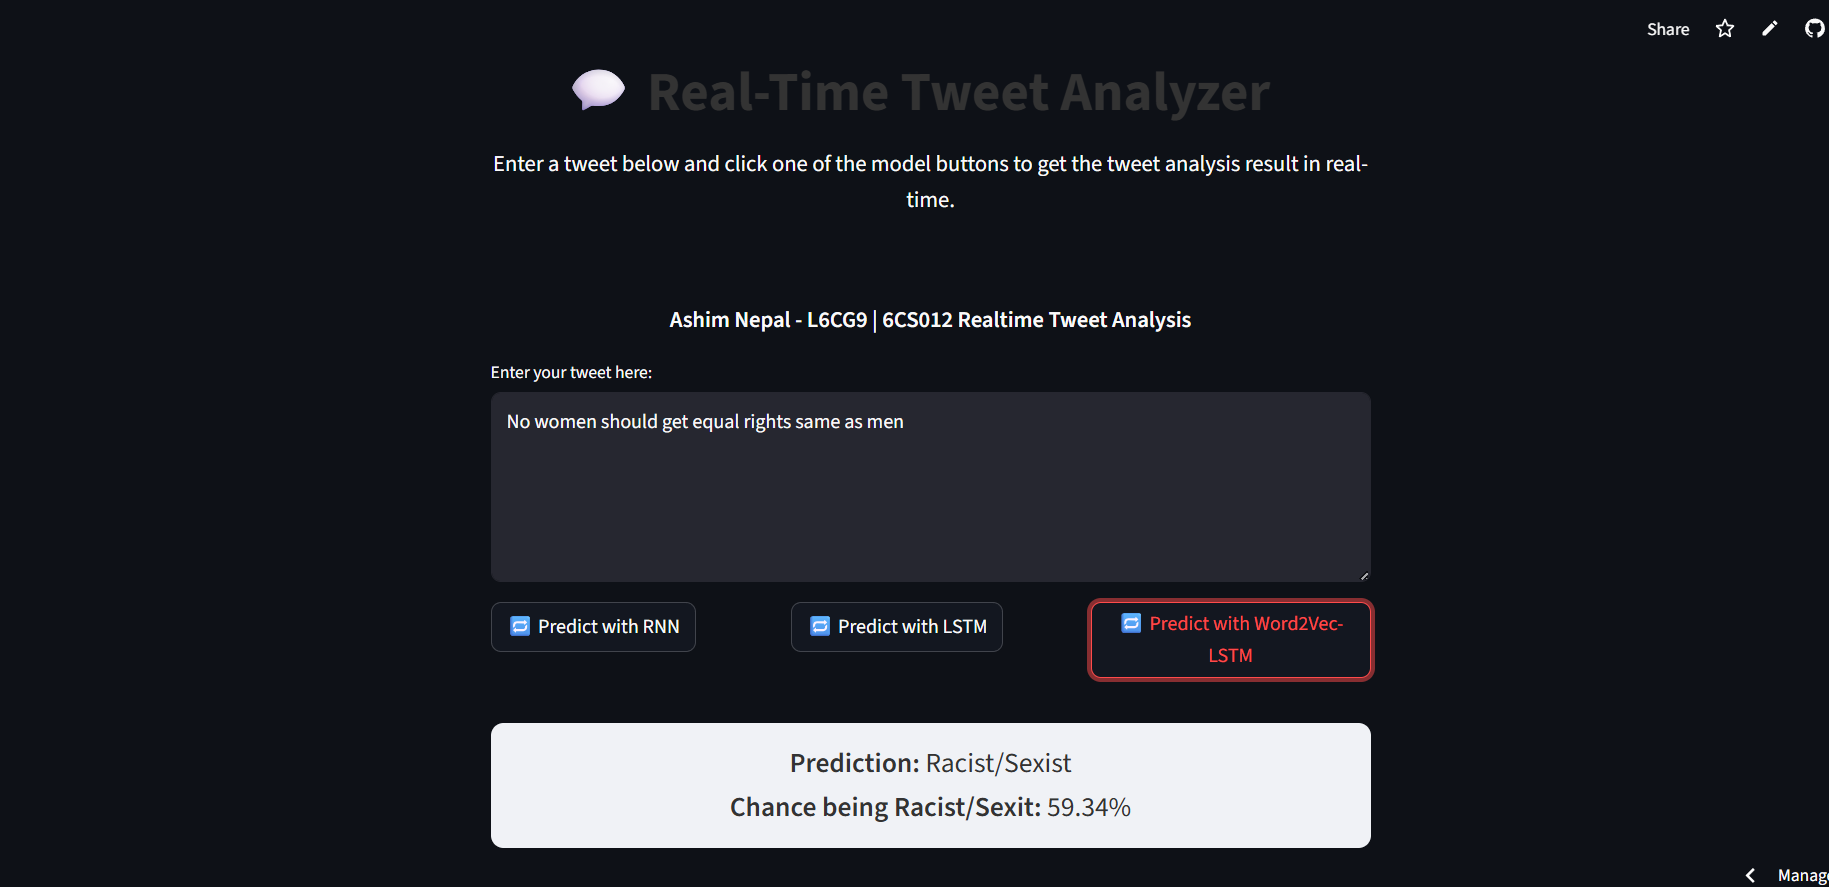 Share
Real-Time Tweet Analyzer
Enter a tweet below and click one of the model buttons to get the tweet analysis result in real-
time.
Ashim Nepal - L6CG9 | 6CS012 Realtime Tweet Analysis
Enter your tweet here:
No women should get equal rights same as men
Predict with RNN
Predict with LSTM
Predict with Word2Vec-
LSTM
Prediction: Racist/Sexist
Chance being Racist/Sexit: 59.34%